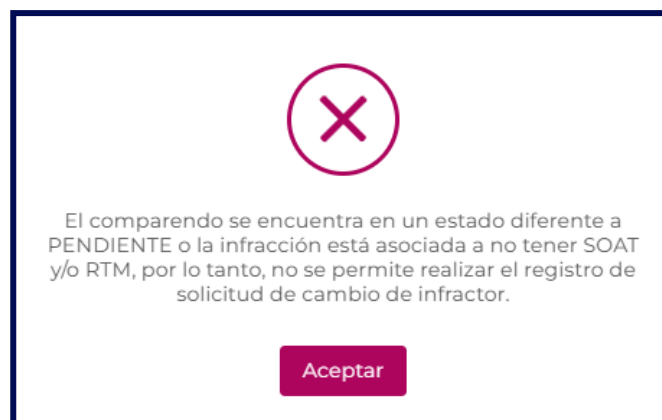 El comparendo se encuentra en un estado diferente a
PENDIENTE o la infracción está asociada a no tener SOAT
y/o RTM, por lo tanto, no se permite realizar el registro de
solicitud de cambio de infractor.
Aceptar